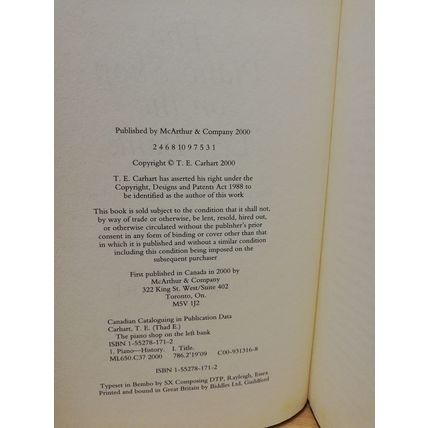 Published by McArthur & Company 2000
2 4 6 8 10 9 7 5 3 1
Copyright © T. E. Carhart 2000
T. E. Carhart has asserted his right under the
Copyright, Designs and Patents Act 1988 to
be identified as the author of this work
This book is sold subject to the condition that it shall not,
by way of trade or otherwise, be lent, resold, hired out,
or otherwise circulated without the publisher's prior
consent in any form of binding or cover other than that
in which it is published and without a similar condition
including this condition being imposed on the
subsequent purchaser
First published in Canada in 2000 by
McArthur & Company
322 King St. West/Suite 402
Toronto, On.
M5V 1J2
Canadian Cataloguing in Publication Data
Carhart, T. E. (Thad E.)
The piano shop on the left bank
ISBN 1-55278-171-2
1. Piano—History. I. Title.
ML650.C37 2000 786.2'19'09 C00-931316-8
ISBN 1-55278-171-2
Typeset in Bembo by SX Composing DTP, Rayleigh, Essex
Printed and bound in Great Britain by Biddles Ltd, Guildford